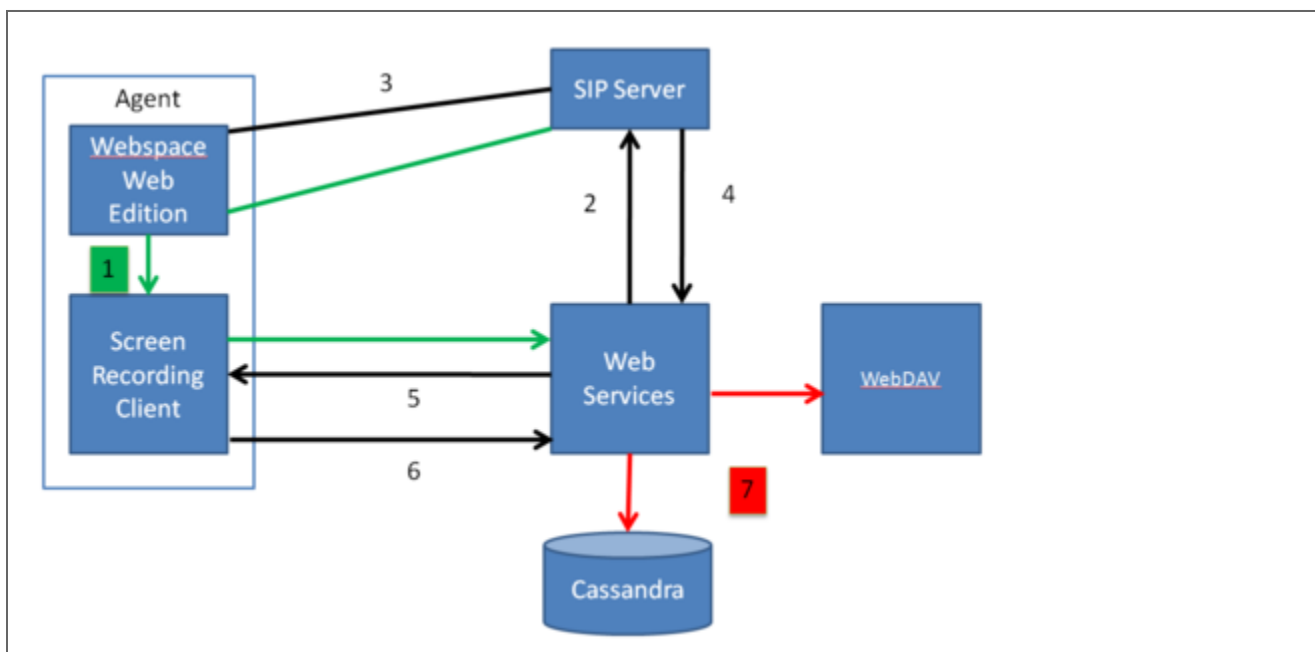 Agent
Webspace
Web
Edition
1
Screen
Recording
Client
3
SIP Server
2
4
Web
Services
5
6
WebDAV
7
Cassandra